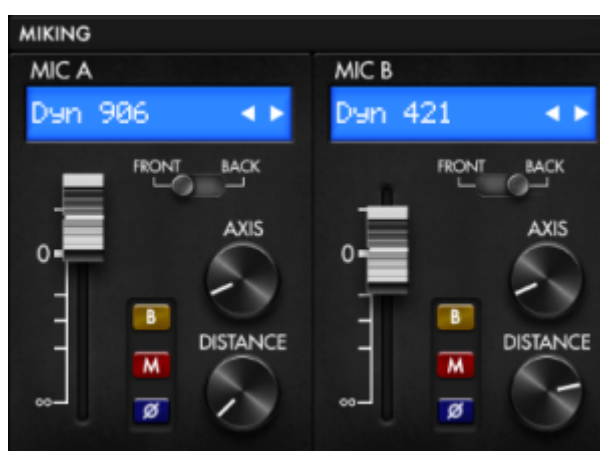 MIKING
MIC A
Dyn 906
FRONT BACK
AXIS
0
B
DISTANCE
M
∞
Ø
MIC B
Dyn 421
FRONT BACK
AXIS
0
B
DISTANCE
M
∞
Ø